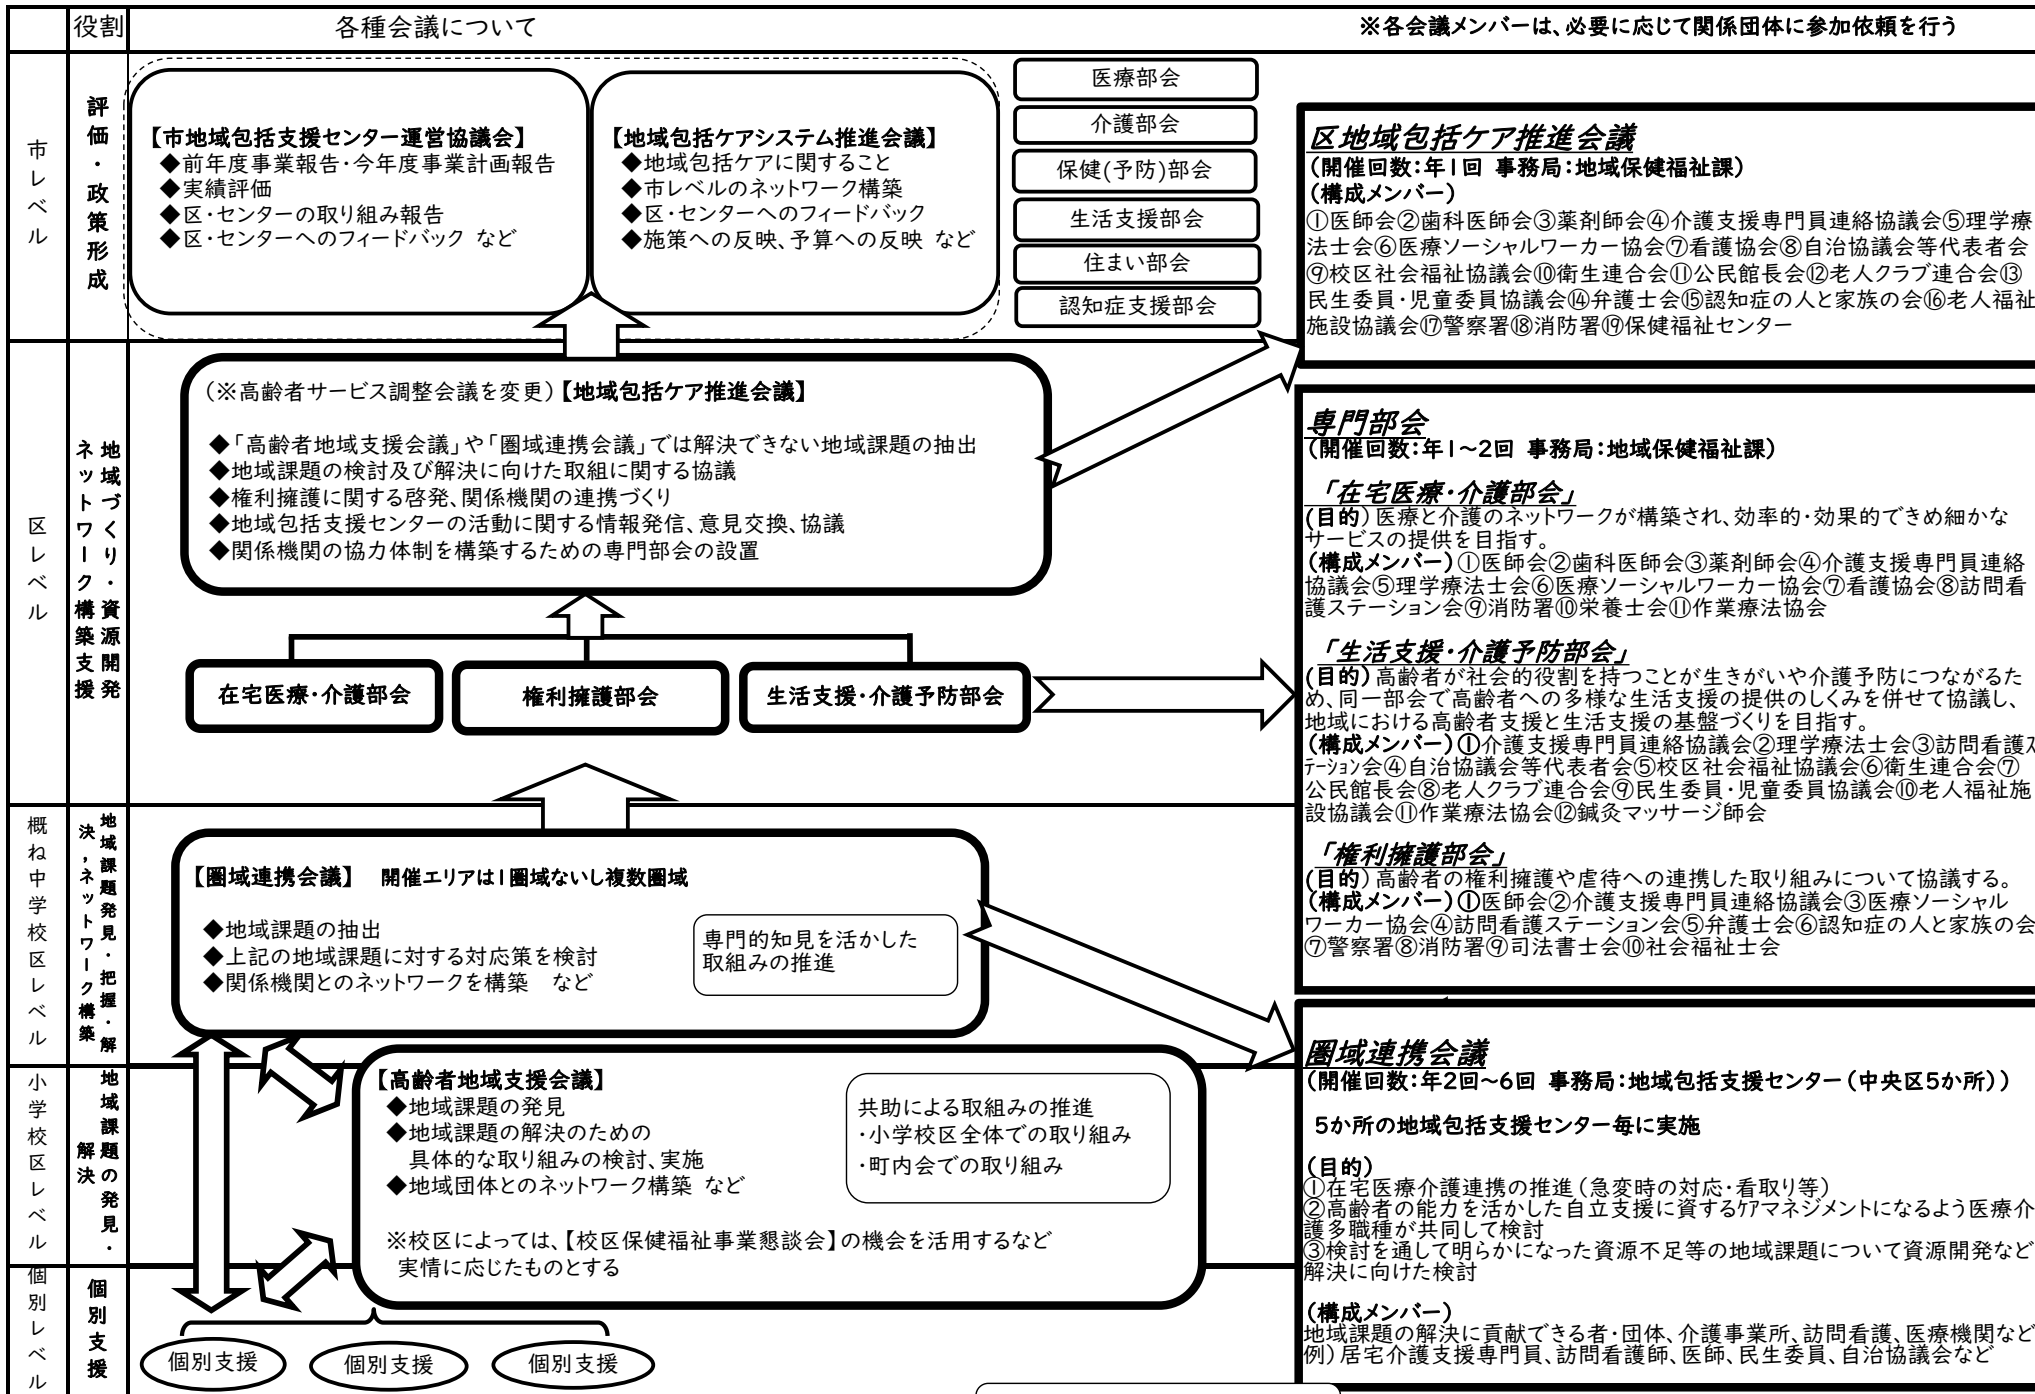 役割
各種会議について
※各会議メンバーは、必要に応じて関係団体に参加依頼を行う
市レベル
評価・政策形成
【市地域包括支援センター運営協議会】
◆前年度事業報告・今年度事業計画報告
◆実績評価
◆区・センターの取り組み報告
◆区・センターへのフィードバック など
【地域包括ケアシステム推進会議】
◆地域包括ケアに関すること
◆市レベルのネットワーク構築
◆区・センターへのフィードバック
◆施策への反映、予算への反映 など
医療部会
介護部会
保健(予防)部会
生活支援部会
住まい部会
認知症支援部会
区レベル
地域づくり・資源開発
ネットワーク構築支援
(※高齢者サービス調整会議を変更)【地域包括ケア推進会議】
◆「高齢者地域支援会議」や「圏域連携会議」では解決できない地域課題の抽出
◆地域課題の検討及び解決に向けた取組に関する協議
◆権利擁護に関する啓発、関係機関の連携づくり
◆地域包括支援センターの活動に関する情報発信、意見交換、協議
◆関係機関の協力体制を構築するための専門部会の設置
在宅医療・介護部会
権利擁護部会
生活支援・介護予防部会
概ね中学校区レベル
地域課題発見・把握・解
決,ネットワーク構築
【圏域連携会議】 開催エリアは1圏域ないし複数圏域
◆地域課題の抽出
◆上記の地域課題に対する対応策を検討
◆関係機関とのネットワークを構築 など
専門的知見を活かした
取組みの推進
小学校区レベル
地域課題の発見・
解決
【高齢者地域支援会議】
◆地域課題の発見
◆地域課題の解決のための
具体的な取り組みの検討、実施
◆地域団体とのネットワーク構築 など
※校区によっては、【校区保健福祉事業懇談会】の機会を活用するなど
実情に応じたものとする
共助による取組みの推進
・小学校区全体での取り組み
・町内会での取り組み
個別レベル
個別支援
個別支援
個別支援
個別支援
区地域包括ケア推進会議
(開催回数:年1回 事務局:地域保健福祉課)
(構成メンバー)
①医師会②歯科医師会③薬剤師会④介護支援専門員連絡協議会⑤理学療
法士会⑥医療ソーシャルワーカー協会⑦看護協会⑧自治協議会等代表者会
⑨校区社会福祉協議会⑩衛生連合会⑪公民館長会⑫老人クラブ連合会⑬
民生委員・児童委員協議会⑭弁護士会⑮認知症の人と家族の会⑯老人福祉
施設協議会⑰警察署⑱消防署⑲保健福祉センター
専門部会
(開催回数:年1～2回 事務局:地域保健福祉課)
「在宅医療・介護部会」
(目的)医療と介護のネットワークが構築され、効率的・効果的できめ細かな
サービスの提供を目指す。
(構成メンバー)①医師会②歯科医師会③薬剤師会④介護支援専門員連絡
協議会⑤理学療法士会⑥医療ソーシャルワーカー協会⑦看護協会⑧訪問看
護ステーション会⑨消防署⑩栄養士会⑪作業療法協会
「生活支援・介護予防部会」
(目的)高齢者が社会的役割を持つことが生きがいや介護予防につながるた
め、同一部会で高齢者への多様な生活支援の提供のしくみを併せて協議し、
地域における高齢者支援と生活支援の基盤づくりを目指す。
(構成メンバー)①介護支援専門員連絡協議会②理学療法士会③訪問看護ｽ
ﾃｰｼｮﾝ会④自治協議会等代表者会⑤校区社会福祉協議会⑥衛生連合会⑦
公民館長会⑧老人クラブ連合会⑨民生委員・児童委員協議会⑩老人福祉施
設協議会⑪作業療法協会⑫鍼灸マッサージ師会
「権利擁護部会」
(目的)高齢者の権利擁護や虐待への連携した取り組みについて協議する。
(構成メンバー)①医師会②介護支援専門員連絡協議会③医療ソーシャル
ワーカー協会④訪問看護ステーション会⑤弁護士会⑥認知症の人と家族の会
⑦警察署⑧消防署⑨司法書士会⑩社会福祉士会
圏域連携会議
(開催回数:年2回～6回 事務局:地域包括支援センター(中央区5か所))
5か所の地域包括支援センター毎に実施
(目的)
①在宅医療介護連携の推進(急変時の対応・看取り等)
②高齢者の能力を活かした自立支援に資するｹｱマネジメントになるよう医療介
護多職種が共同して検討
③検討を通して明らかになった資源不足等の地域課題について資源開発など
解決に向けた検討
(構成メンバー)
地域課題の解決に貢献できる者・団体、介護事業所、訪問看護、医療機関など
例)居宅介護支援専門員、訪問看護師、医師、民生委員、自治協議会など